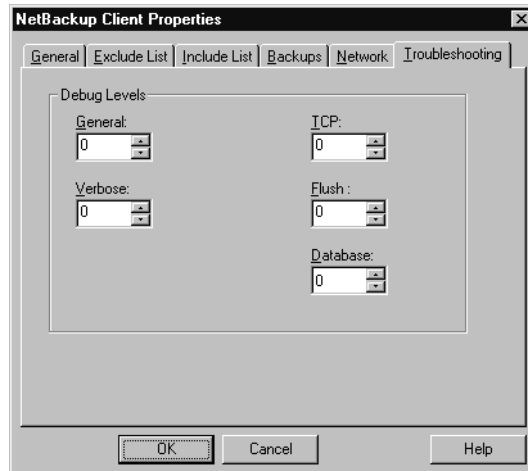 NetBackup Client Properties
General Exclude List Include List Backups Network Troubleshooting
Debug Levels
General: TCP:
0 0
Verbose: Flush :
0 0
Database:
0
OK Cancel Help